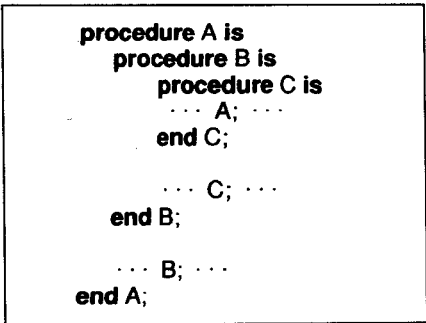 procedure A is
procedure B is
procedure C is
··· A; ···
end C;
··· C; ···
end B;
··· B; ···
end A;